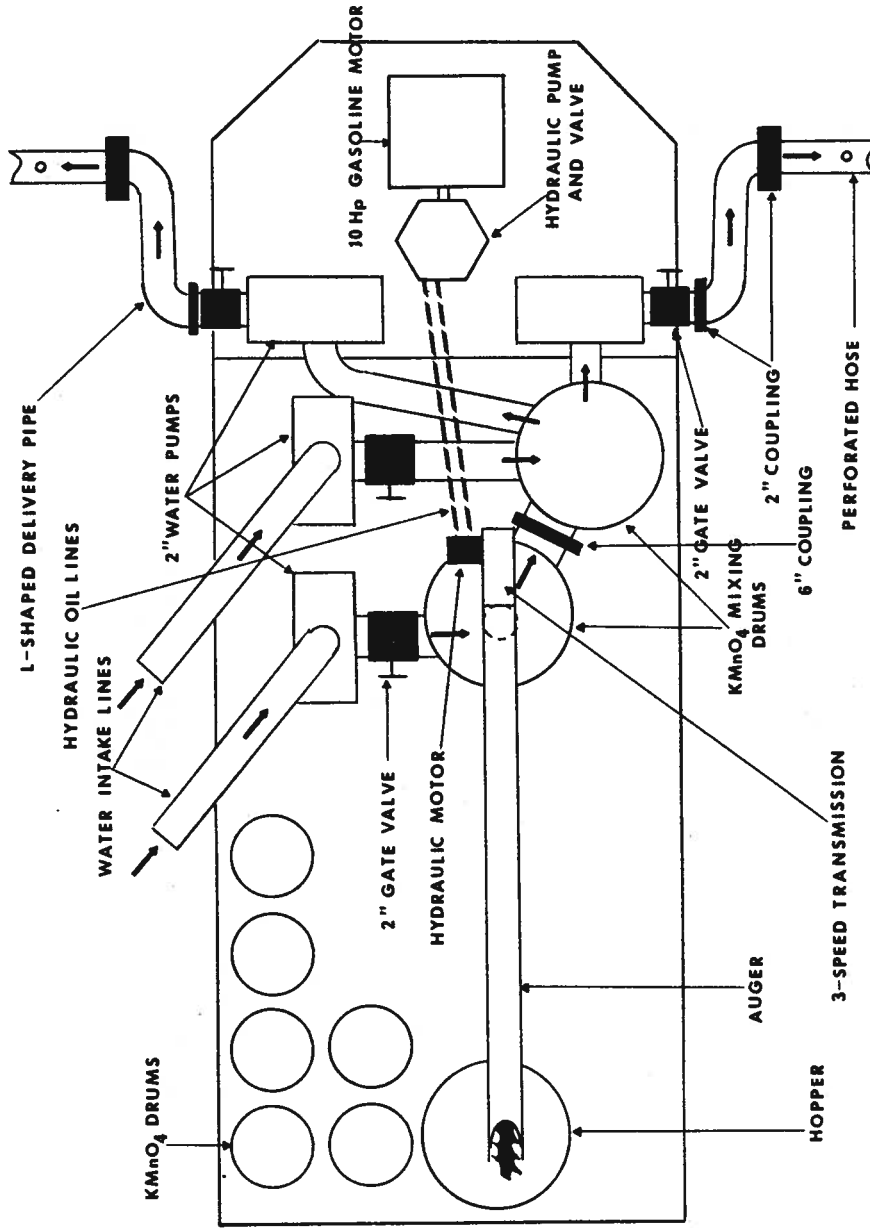 L-SHAPED DELIVERY PIPE
HYDRAULIC OIL LINES
WATER INTAKE LINES
2" WATER PUMPS
KMnO4 DRUMS
10 Hp GASOLINE MOTOR
HYDRAULIC PUMP
AND VALVE
2" GATE VALVE
HYDRAULIC MOTOR
2" GATE VALVE
2" COUPLING
PERFORATED HOSE
6" COUPLING
KMnO4 MIXING
DRUMS
3-SPEED TRANSMISSION
AUGER
HOPPER